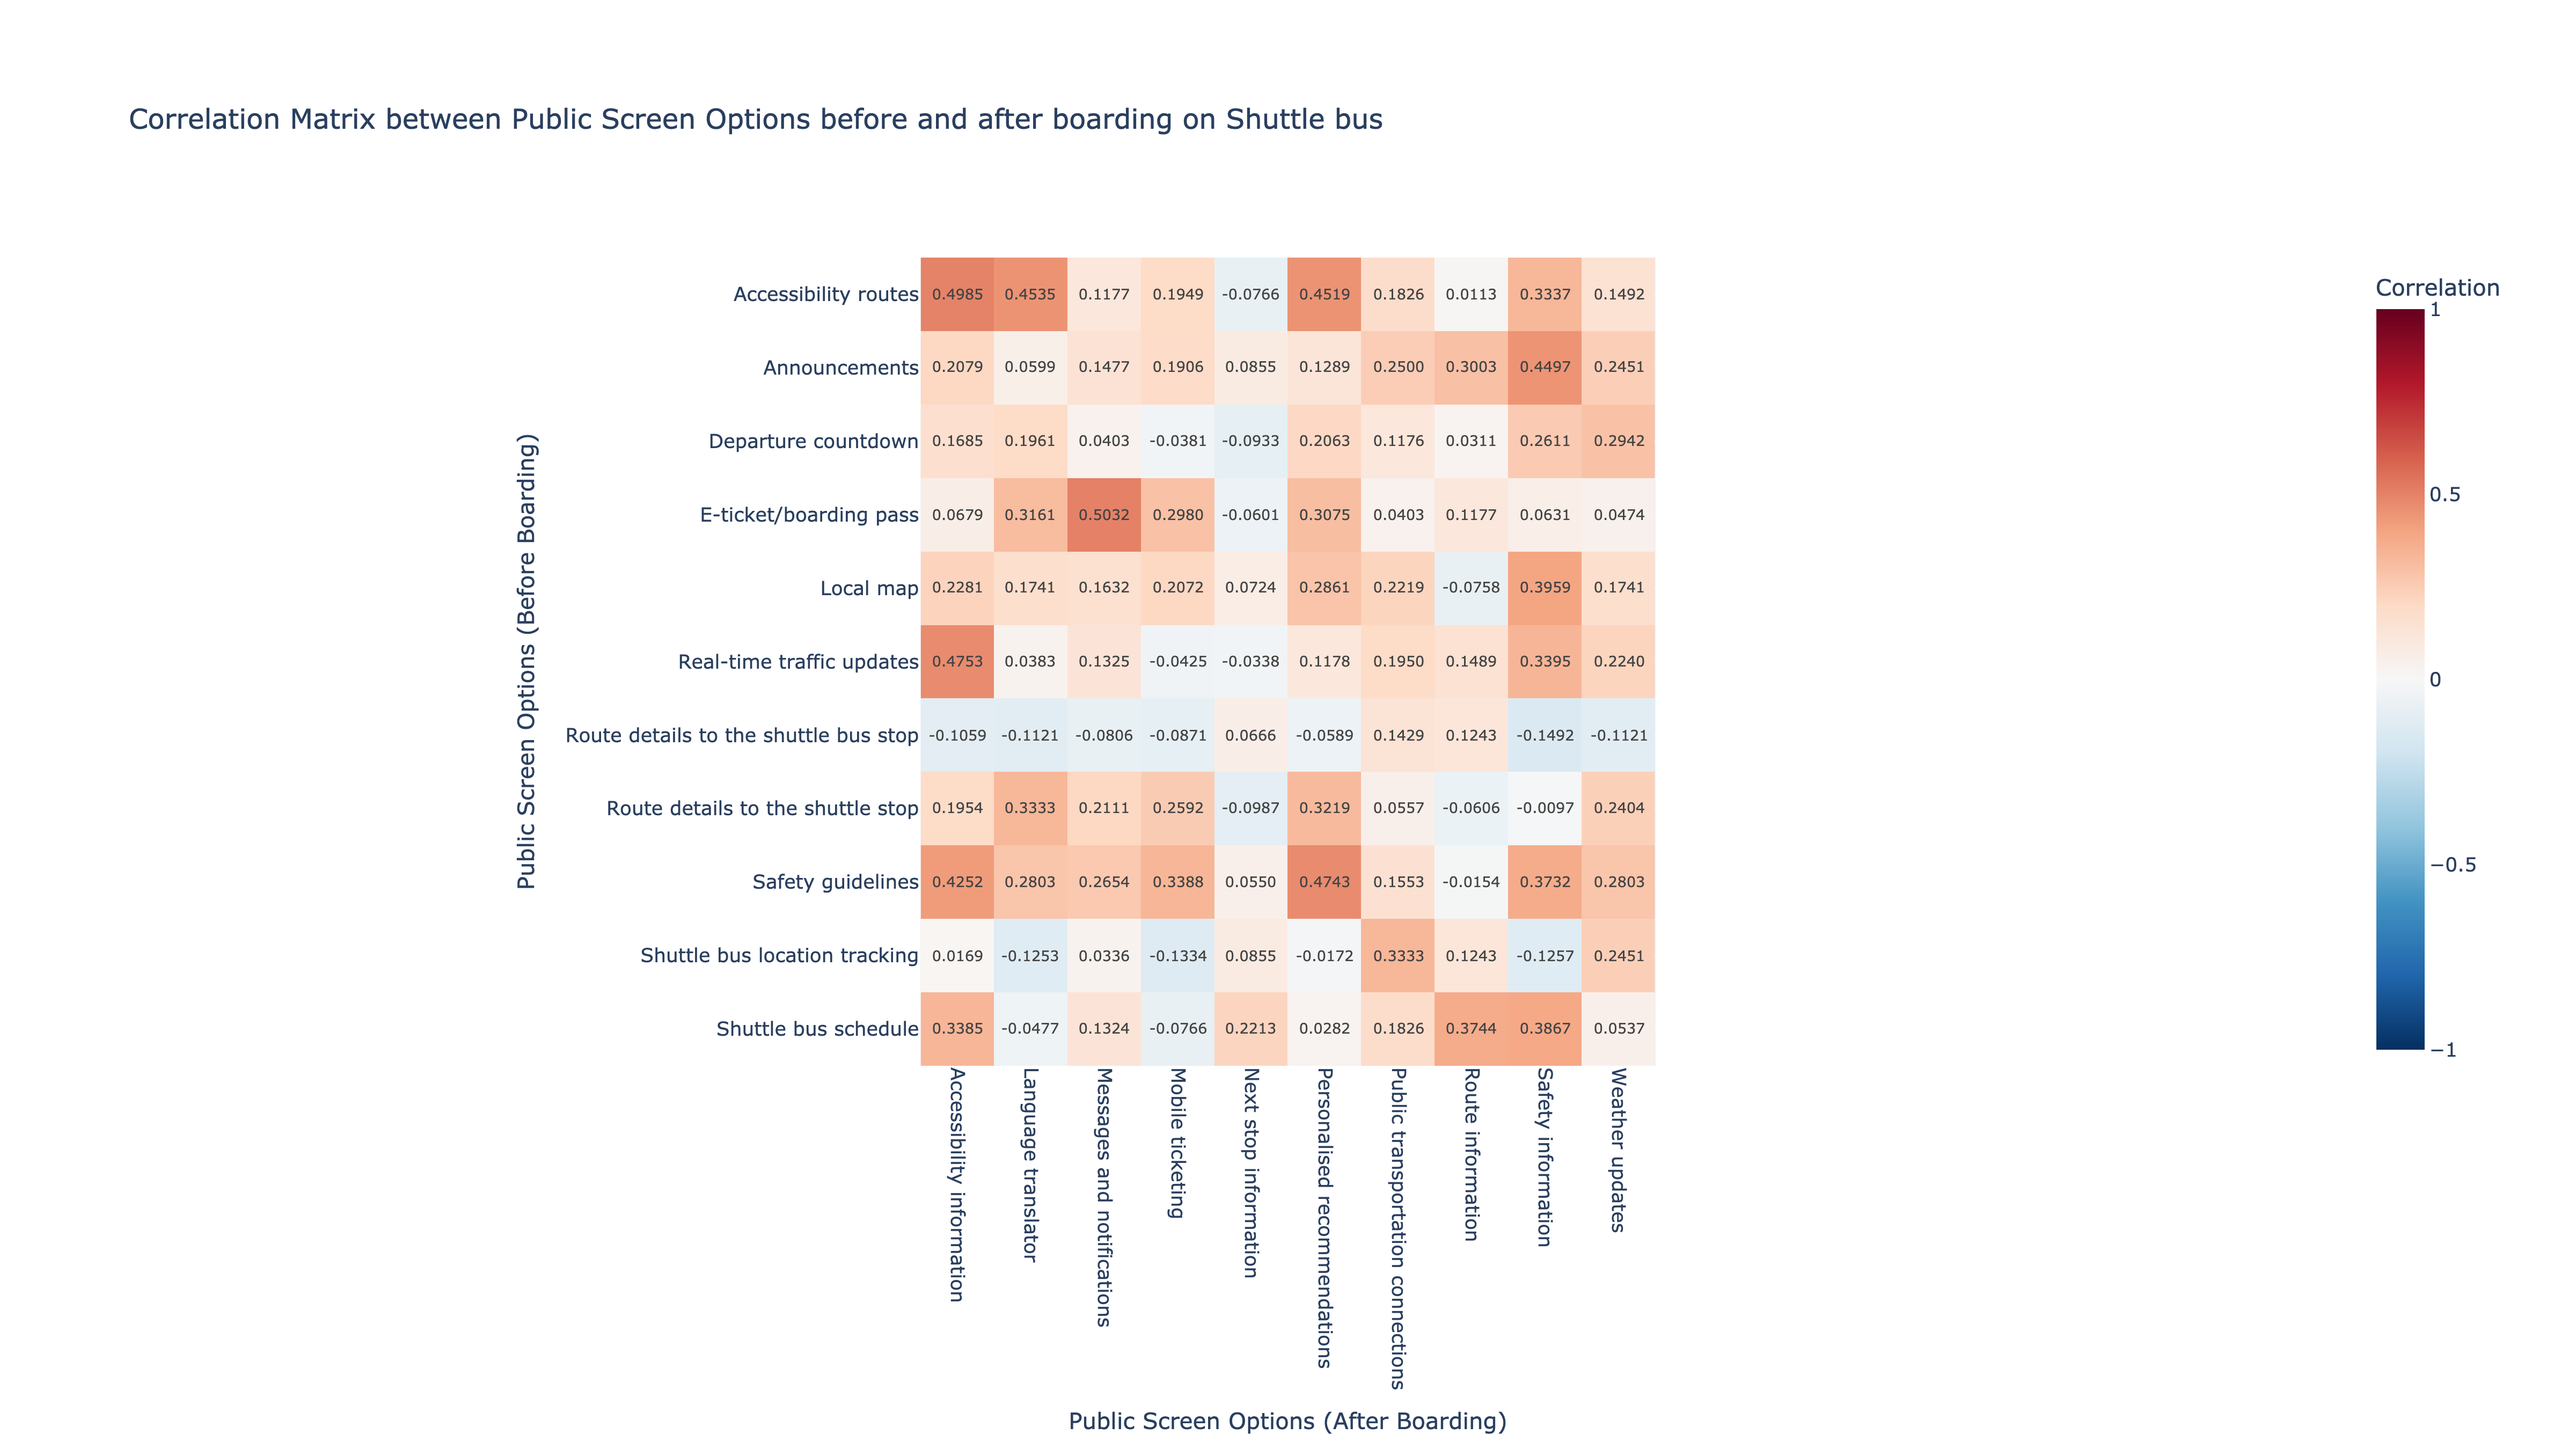 Correlation Matrix between Public Screen Options before and after boarding on Shuttle bus
Correlation
1
0.5
0
−0.5
−1
Public Screen Options (Before Boarding)
Accessibility routes 0.4985 0.4535 0.1177 0.1949 -0.0766 0.4519 0.1826 0.0113 0.3337 0.1492
Announcements 0.2079 0.0599 0.1477 0.1906 0.0855 0.1289 0.2500 0.3003 0.4497 0.2451
Departure countdown 0.1685 0.1961 0.0403 -0.0381 -0.0933 0.2063 0.1176 0.0311 0.2611 0.2942
E-ticket/boarding pass 0.0679 0.3161 0.5032 0.2980 -0.0601 0.3075 0.0403 0.1177 0.0631 0.0474
Local map 0.2281 0.1741 0.1632 0.2072 0.0724 0.2861 0.2219 -0.0758 0.3959 0.1741
Real-time traffic updates 0.4753 0.0383 0.1325 -0.0425 -0.0338 0.1178 0.1950 0.1489 0.3395 0.2240
Route details to the shuttle bus stop -0.1059 -0.1121 -0.0806 -0.0871 0.0666 -0.0589 0.1429 0.1243 -0.1492 -0.1121
Route details to the shuttle stop 0.1954 0.3333 0.2111 0.2592 -0.0987 0.3219 0.0557 -0.0606 -0.0097 0.2404
Safety guidelines 0.4252 0.2803 0.2654 0.3388 0.0550 0.4743 0.1553 -0.0154 0.3732 0.2803
Shuttle bus location tracking 0.0169 -0.1253 0.0336 -0.1334 0.0855 -0.0172 0.3333 0.1243 -0.1257 0.2451
Shuttle bus schedule 0.3385 -0.0477 0.1324 -0.0766 0.2213 0.0282 0.1826 0.3744 0.3867 0.0537
Accessibility information
Language translator
Messages and notifications
Mobile ticketing
Next stop information
Personalised recommendations
Public transportation connections
Route information
Safety information
Weather updates
Public Screen Options (After Boarding)